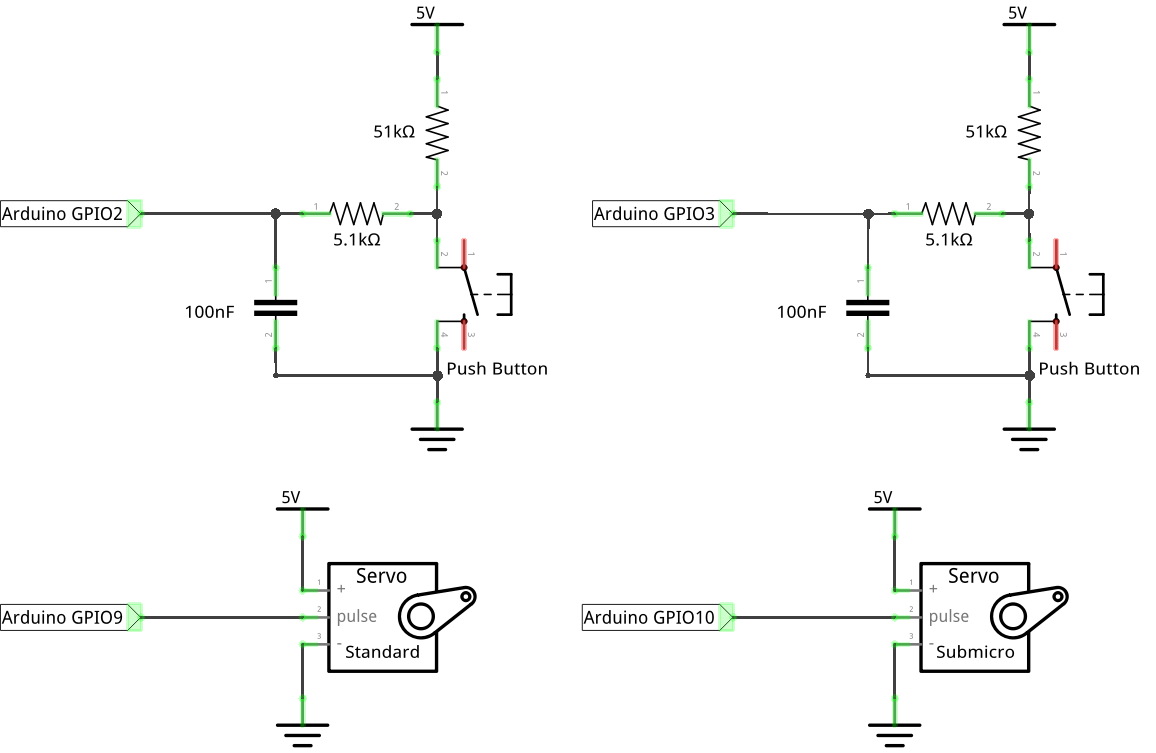 5V
5V
1
1
51kΩ
51kΩ
2
2
Arduino GPIO2
1
2
Arduino GPIO3
1
2
5.1kΩ
5.1kΩ
2
1
2
1
1
1
100nF
100nF
2
4
3
2
4
3
Push Button
Push Button
5V
5V
Servo
Servo
1
+
1
+
Arduino GPIO9
2
pulse
Arduino GPIO10
2
pulse
3
-
3
-
Standard
Submicro